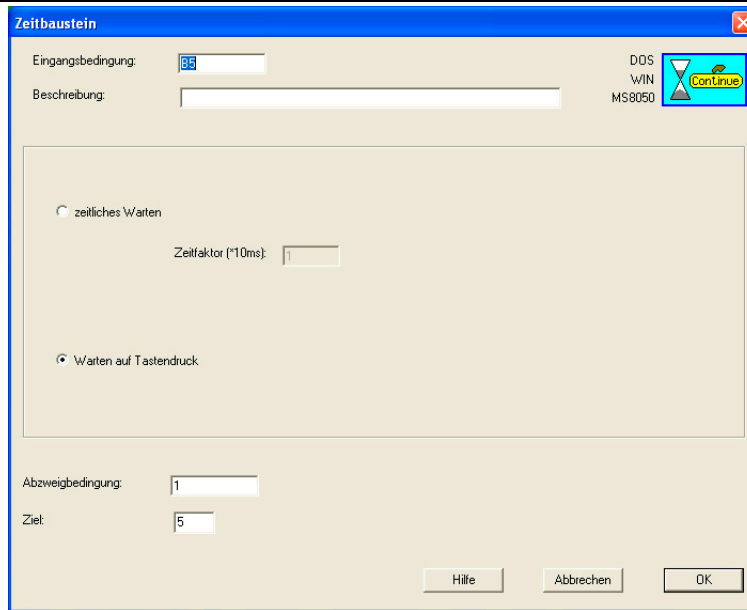 Zeitbaustein
Eingangsbedingung: B5
Beschreibung:
DOS
WIN
MS8050
Continue
zeitliches Warten
Zeitfaktor (*10ms): 1
Warten auf Tastendruck
Abzweigbedingung: 1
Ziel: 5
Hilfe Abbrechen OK